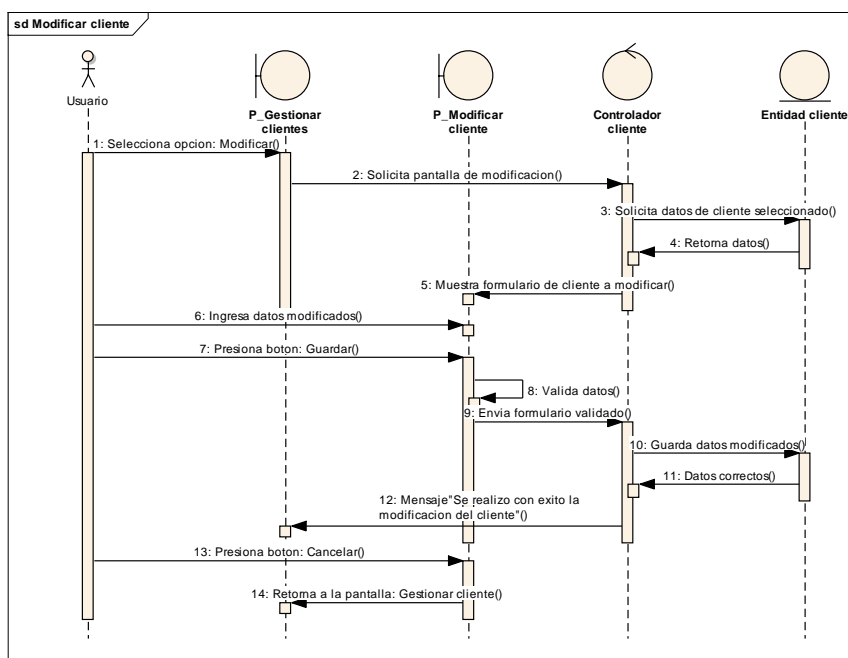 sd Modificar cliente
Usuario
P_Gestionar
clientes
P_Modificar
cliente
Controlador
cliente
Entidad cliente
1: Selecciona opcion: Modificar()
2: Solicita pantalla de modificacion()
3: Solicita datos de cliente seleccionado()
4: Retorna datos()
5: Muestra formulario de cliente a modificar()
6: Ingresa datos modificados()
7: Presiona boton: Guardar()
8: Valida datos()
9: Envia formulario validado()
10: Guarda datos modificados()
11: Datos correctos()
12: Mensaje"Se realizo con exito la
modificacion del cliente"()
13: Presiona boton: Cancelar()
14: Retorna a la pantalla: Gestionar cliente()